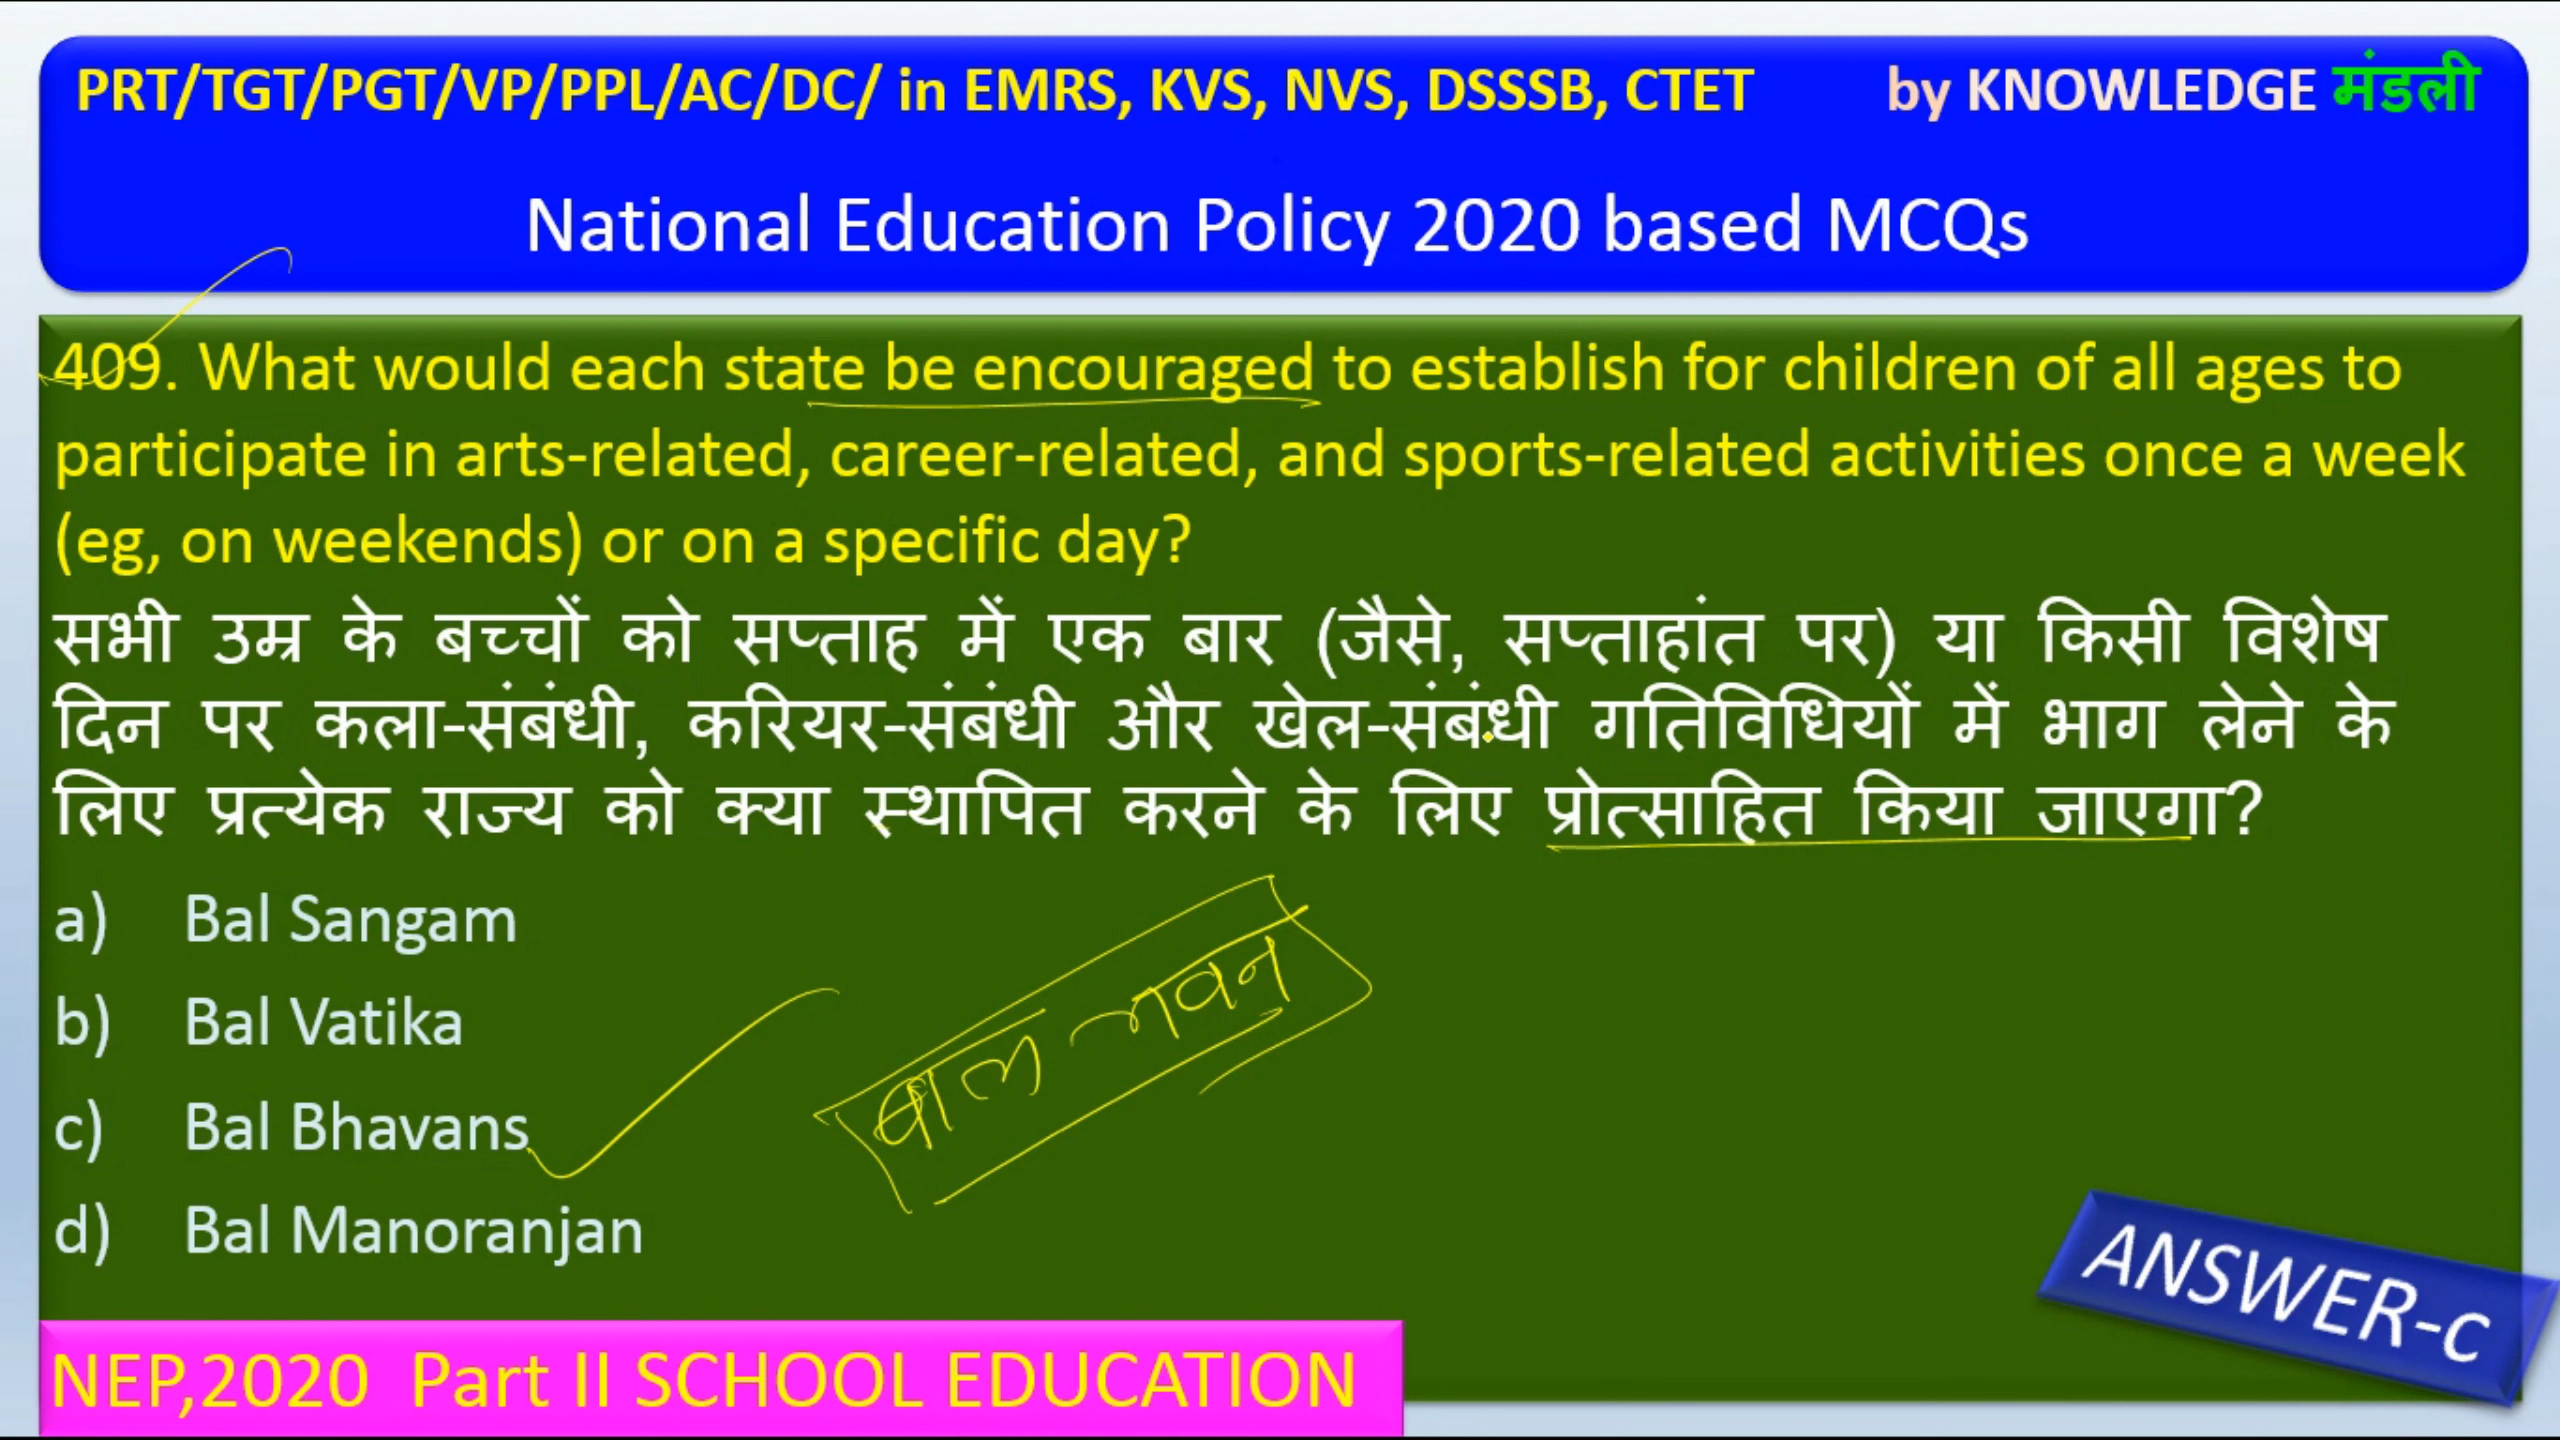 PRT/TGT/PGT/VP/PPL/AC/DC/ in EMRS, KVS, NVS, DSSSB, CTET by KNOWLEDGE मंडली
National Education Policy 2020 based MCQs
409. What would each state be encouraged to establish for children of all ages to
participate in arts-related, career-related, and sports-related activities once a week
(eg, on weekends) or on a specific day?
सभी उम्र के बच्चों को सप्ताह में एक बार (जैसे, सप्ताहांत पर) या किसी विशेष
दिन पर कला-संबंधी, करियर-संबंधी और खेल-संबंधी गतिविधियों में भाग लेने के
लिए प्रत्येक राज्य को क्या स्थापित करने के लिए प्रोत्साहित किया जाएगा?
a) Bal Sangam
b) Bal Vatika
c) Bal Bhavans
d) Bal Manoranjan
बाल भवन
ANSWER-c
NEP,2020 Part II SCHOOL EDUCATION